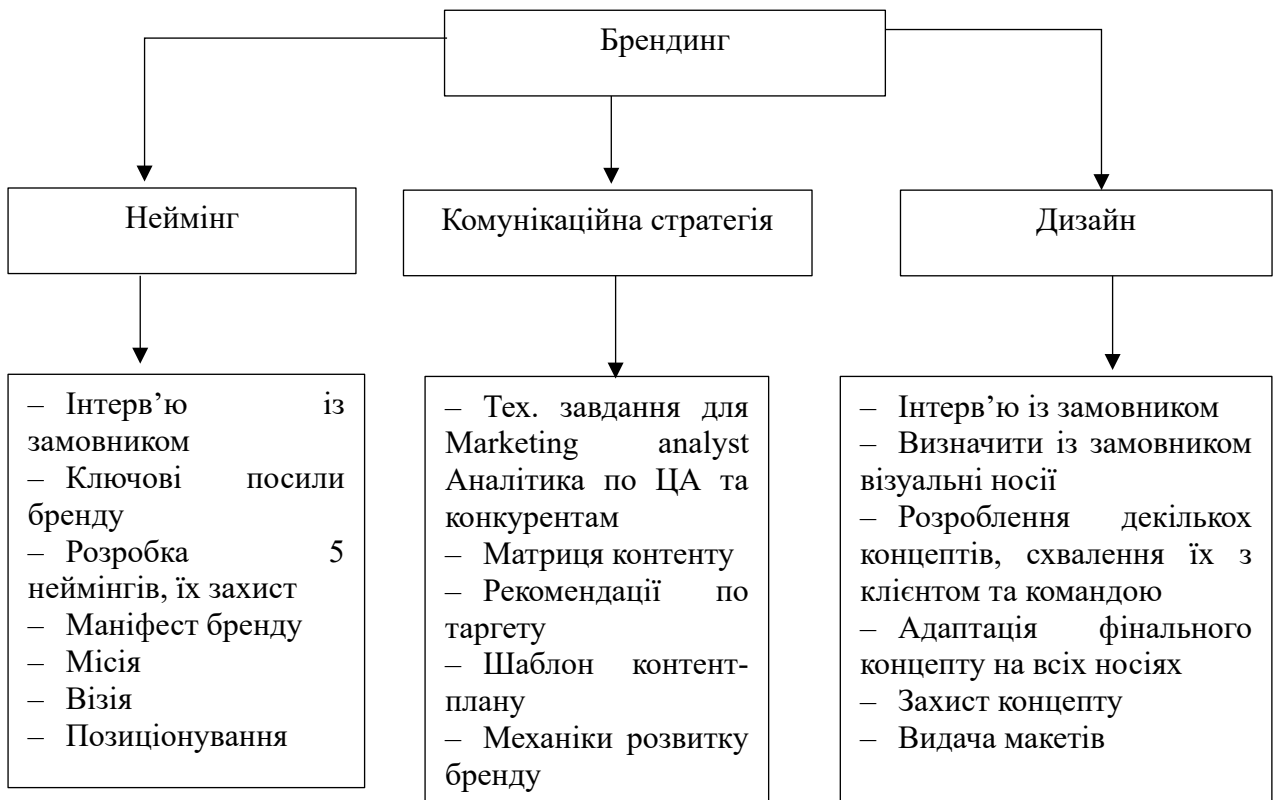 Брендинг
Неймінг
Комунікаційна стратегія
Дизайн
– Інтерв’ю із
замовником
– Ключові посили
бренду
– Розробка 5
неймінгів, їх захист
– Маніфест бренду
– Місія
– Візія
– Позиціонування
– Тех. завдання для
Marketing analyst
Аналітика по ЦА та
конкурентам
– Матриця контенту
– Рекомендації по
таргету
– Шаблон контент-
плану
– Механіки розвитку
бренду
– Інтерв’ю із замовником
– Визначити із замовником
візуальні носії
– Розроблення декількох
концептів, схвалення їх з
клієнтом та командою
– Адаптація фінального
концепту на всіх носіях
– Захист концепту
– Видача макетів